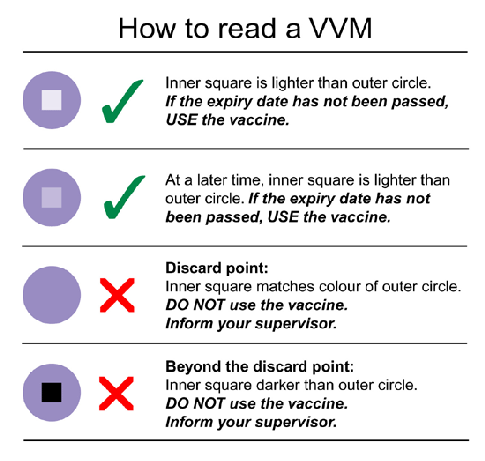 How to read a VVM
Inner square is lighter than outer circle.
If the expiry date has not been passed,
USE the vaccine.
At a later time, inner square is lighter than
outer circle. If the expiry date has not
been passed, USE the vaccine.
Discard point:
Inner square matches colour of outer circle.
DO NOT use the vaccine.
Inform your supervisor.
Beyond the discard point:
Inner square darker than outer circle.
DO NOT use the vaccine.
Inform your supervisor.